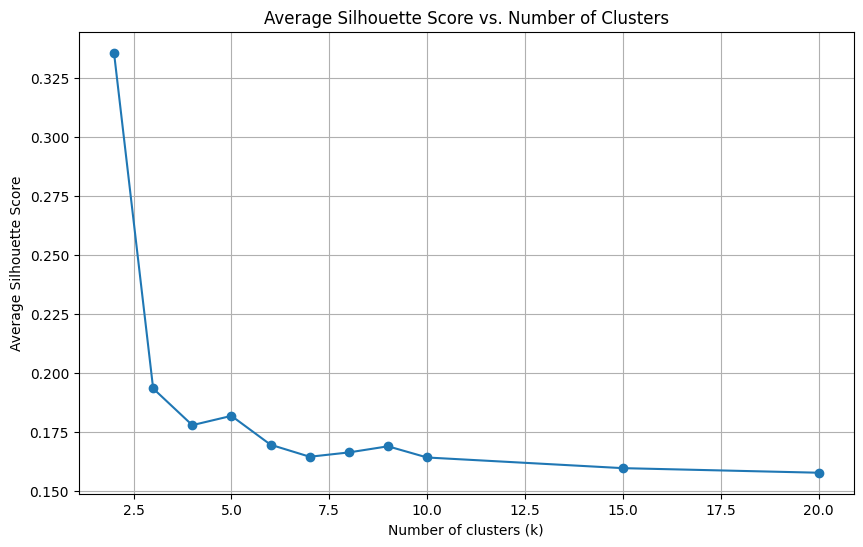 Average Silhouette Score vs. Number of Clusters
Average Silhouette Score
0.325
0.300
0.275
0.250
0.225
0.200
0.175
0.150
2.5 5.0 7.5 10.0 12.5 15.0 17.5 20.0
Number of clusters (k)